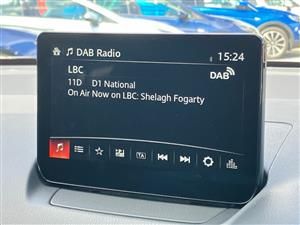 DAB Radio
15:24
LBC
DAB
11D D1 National
On Air Now on LBC: Shelagh Fogarty
TA